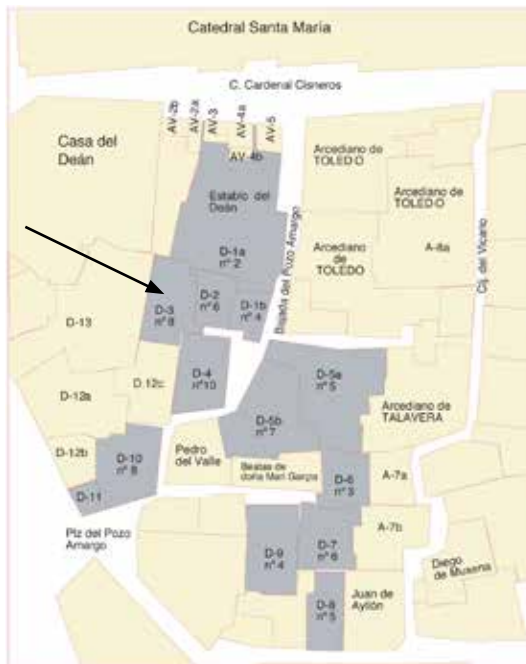 Catedral Santa María
C. Cardenal Cisneros
AV-2b
AV-2a
AV-3
AV-4a
AV-5
AV-4b
Casa del
Deán
Establo del
Deán
Arcediano de
TOLEDO
Arcediano de
TOLEDO
Arcediano de
TOLEDO
A-8a
Clj. del Vicario
Bajada del Pozo Amargo
D-1a
nº 2
D-2
nº 6
D-1b
nº 4
D-3
nº 8
D-13
D-4
nº10
D.12c
D-12a
D-5a
nº 5
D-5b
nº 7
Arcediano de
TALAVERA
D-12b
D-10
nº 8
D-11
Pedro
del Valle
Beatas de
doña Mari García
D-6
nº 3
A-7a
A-7b
Plz del Pozo
Amargo
D-9
nº 4
D-7
nº 6
Diego
de Musena
D-8
nº 5
Juan de
Ayllón